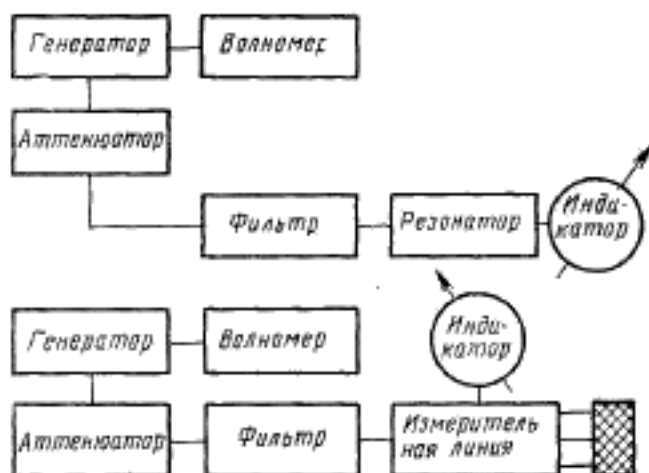 Генератор
Волномер
Аттенюатор
Фильтр
Резонатор
Инди-
катор
Генератор
Волномер
Инди-
катор
Аттенюатор
Фильтр
Измеритель
ная линия